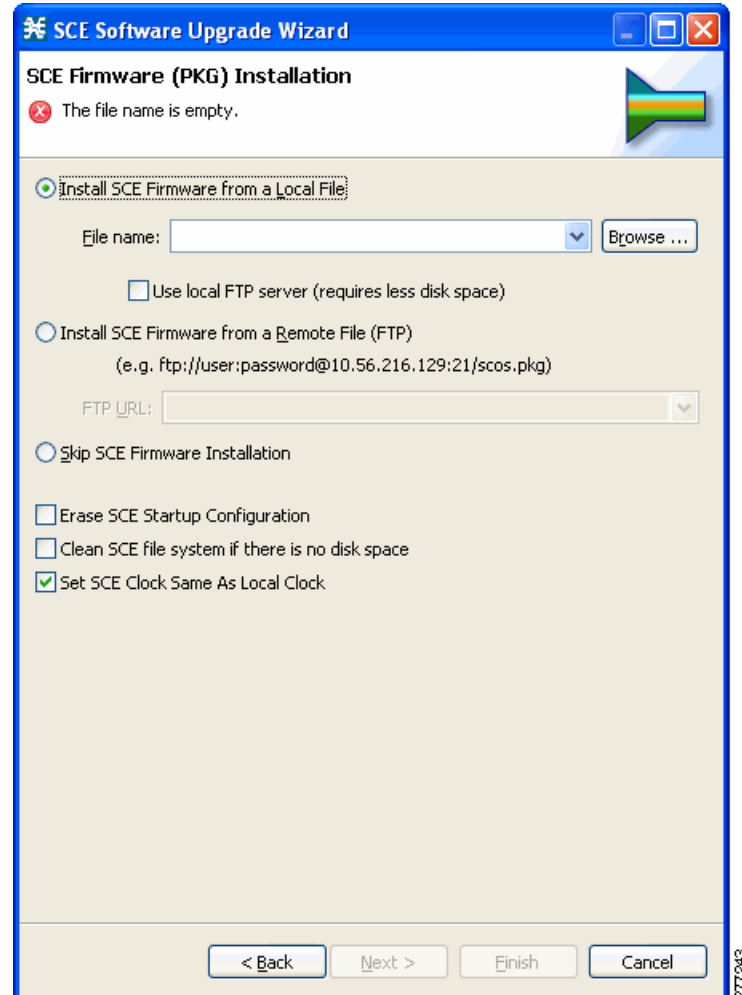 SCE Software Upgrade Wizard
SCE Firmware (PKG) Installation
The file name is empty.
Install SCE Firmware from a Local File
File name:
Browse ...
Use local FTP server (requires less disk space)
Install SCE Firmware from a Remote File (FTP)
(e.g. ftp://user:password@10.56.216.129:21/scos.pkg)
FTP URL:
Skip SCE Firmware Installation
Erase SCE Startup Configuration
Clean SCE file system if there is no disk space
Set SCE Clock Same As Local Clock
< Back
Next >
Finish
Cancel
277243